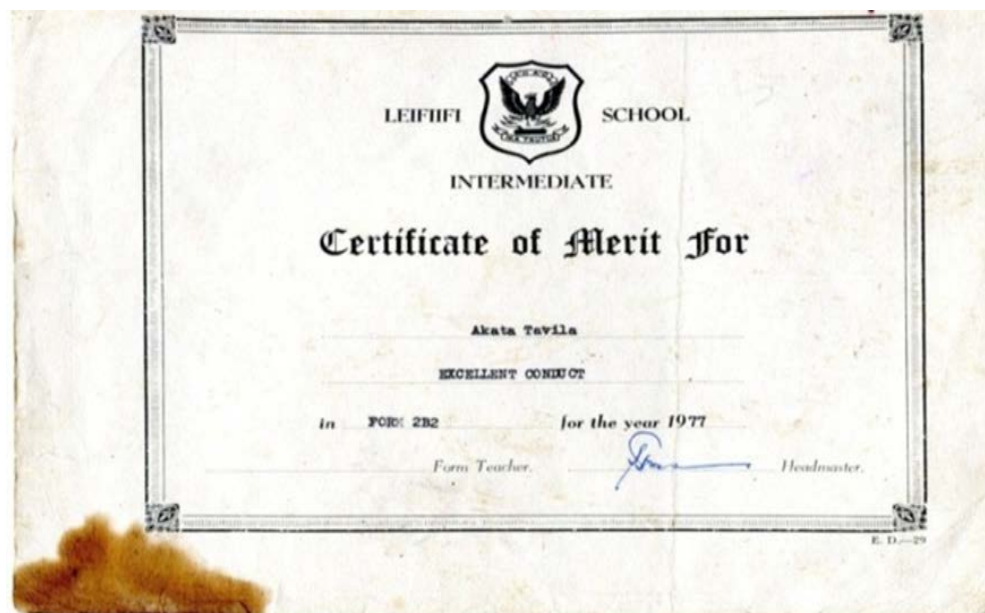 LEIFIIFI SCHOOL
INTERMEDIATE
Certificate of Merit For
Akata Tavila
EXCELLENT CONDUCT
in FORM 2B2 for the year 1977
Form Teacher. Headmaster.
E. D.—29